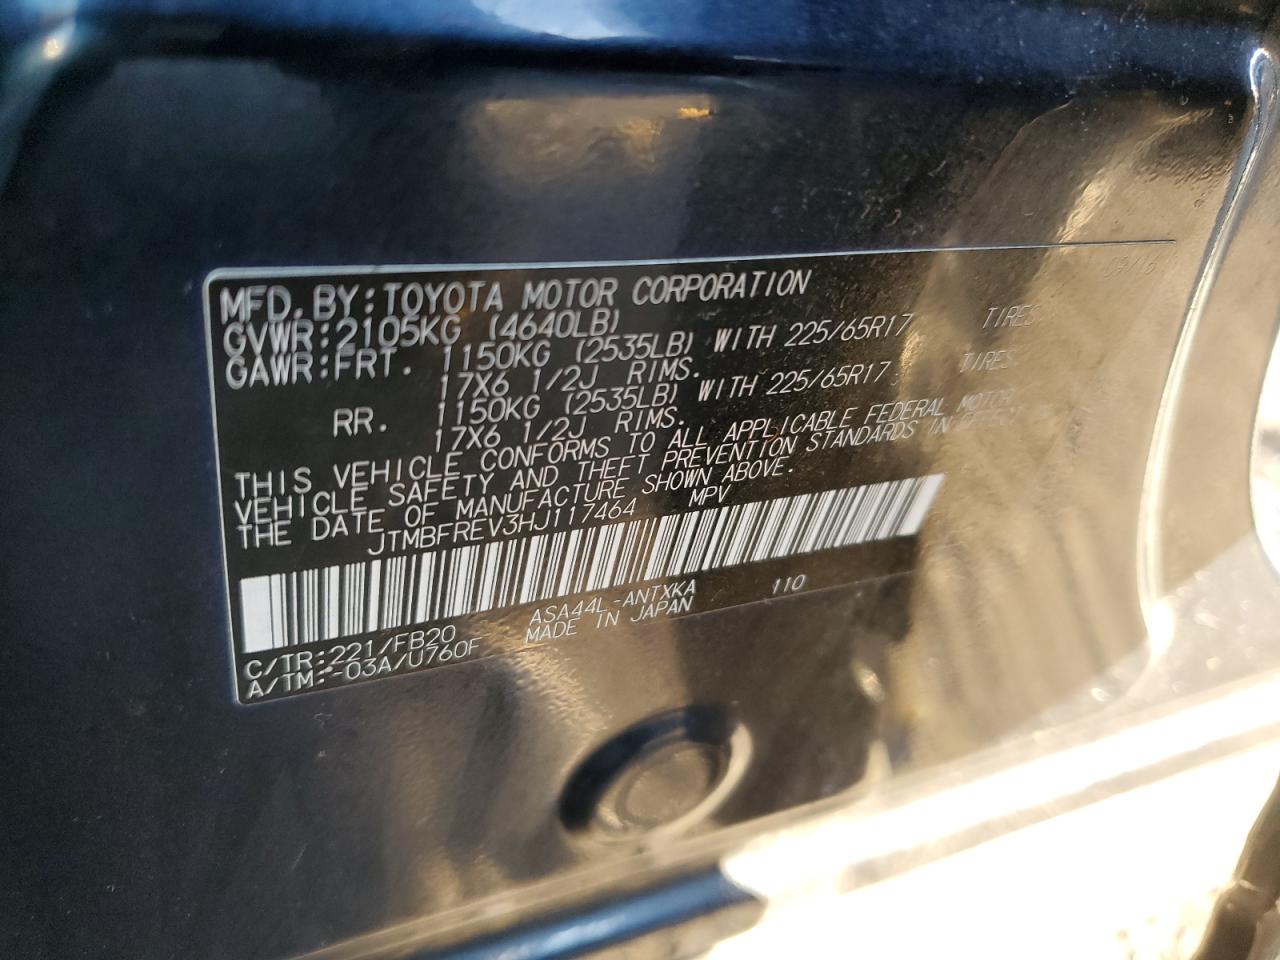 MFD. BY: TOYOTA MOTOR CORPORATION
GVWR: 2105KG (4640LB)
GAWR: FRT. 1150KG (2535LB) WITH 225/65R17 TIRES
17X6 1/2J RIMS.
RR. 1150KG (2535LB) WITH 225/65R17 TIRES
17X6 1/2J RIMS.
THIS VEHICLE CONFORMS TO ALL APPLICABLE FEDERAL MOTOR
VEHICLE SAFETY AND THEFT PREVENTION STANDARDS IN EFFECT
THE DATE OF MANUFACTURE SHOWN ABOVE.
JTMBFREV3HJ117464 MPV
C/TR: 221/FB20 ASA44L-ANTXKA 110
A/TM: -03A/U760F MADE IN JAPAN